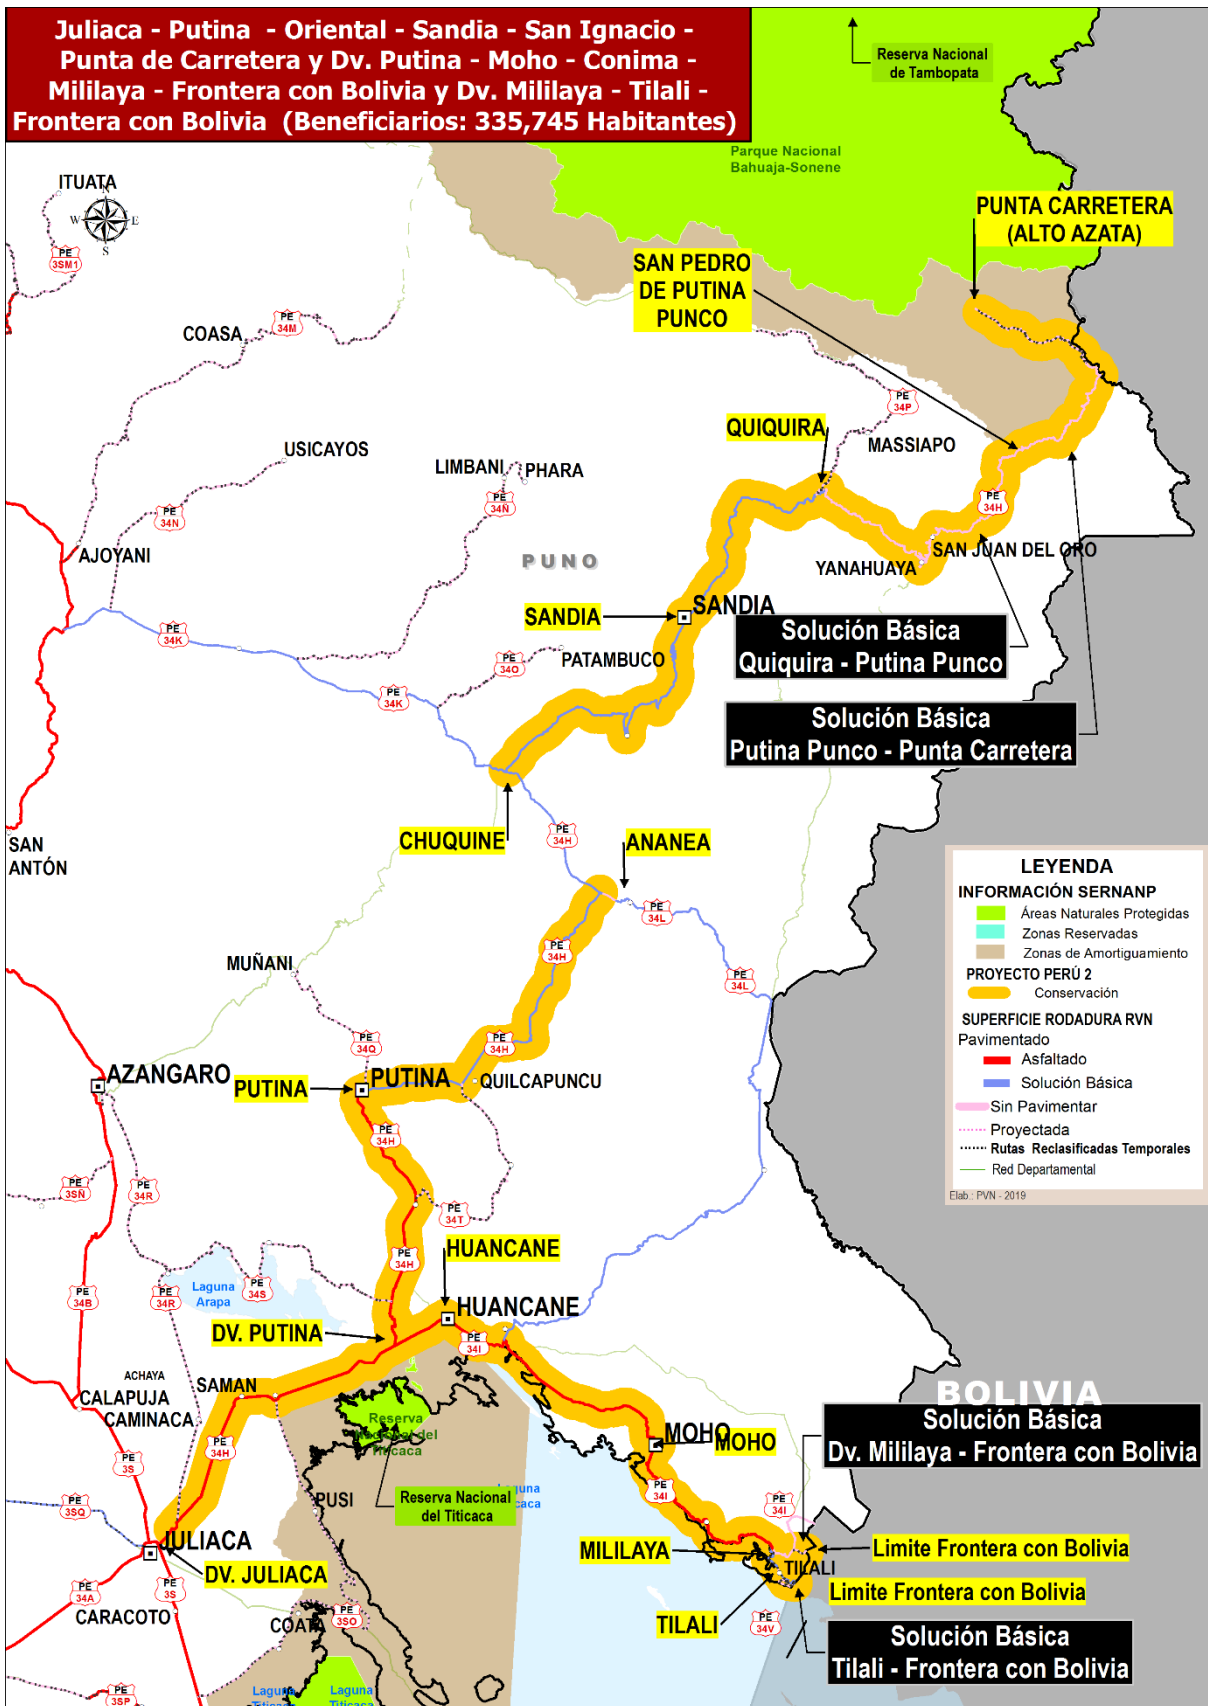 Juliaca - Putina - Oriental - Sandia - San Ignacio -
Punta de Carretera y Dv. Putina - Moho - Conima -
Mililaya - Frontera con Bolivia y Dv. Mililaya - Tilali -
Frontera con Bolivia (Beneficiarios: 335,745 Habitantes)
Reserva Nacional
de Tambopata
Parque Nacional
Bahuaja-Sonene
ITUATA
N
W E
S
PE
3SM1
PUNTA CARRETERA
(ALTO AZATA)
SAN PEDRO
DE PUTINA
PUNCO
COASA
PE
34M
PE
34P
QUIQUIRA
MASSIAPO
USICAYOS
LIMBANI
PHARA
PE
34N
PE
34Ñ
PE
34H
AJOYANI
PUNO
SAN JUAN DEL ORO
YANAHUAYA
SANDIA
SANDIA
Solución Básica
Quiquira - Putina Punco
PE
34K
PATAMBUCO
PE
34O
PE
34K
Solución Básica
Putina Punco - Punta Carretera
SAN
ANTÓN
CHUQUINE
PE
34H
ANANEA
PE
34L
PE
34H
MUÑANI
PE
34L
LEYENDA
INFORMACIÓN SERNANP
Áreas Naturales Protegidas
Zonas Reservadas
Zonas de Amortiguamiento
PROYECTO PERÚ 2
Conservación
SUPERFICIE RODADURA RVN
Pavimentado
Asfaltado
Solución Básica
Sin Pavimentar
Proyectada
Rutas Reclasificadas Temporales
Red Departamental
Elab.: PVN - 2019
PE
34Q
PE
34H
AZANGARO
PUTINA
PUTINA
QUILCAPUNCU
PE
34H
PE
3SÑ
PE
34R
PE
34T
HUANCANE
PE
34H
Laguna
Arapa
PE
34S
PE
34B
PE
34R
HUANCANE
DV. PUTINA
PE
34I
ACHAYA
CALAPUJA
CAMINACA
SAMAN
BOLIVIA
Solución Básica
Dv. Mililaya - Frontera con Bolivia
Reserva
Nacional del
Titicaca
MOHO
MOHO
PE
34H
PE
3S
PE
34I
PE
34I
PE
3SQ
PUSI
Reserva Nacional
del Titicaca
JULIACA
DV. JULIACA
MILILAYA
TILALI
Limite Frontera con Bolivia
Limite Frontera con Bolivia
PE
34A
PE
3S
CARACOTO
COATA
PE
3SO
TILALI
PE
34V
Solución Básica
Tilali - Frontera con Bolivia
PE
3SP
Laguna
Laguna
Titicaca